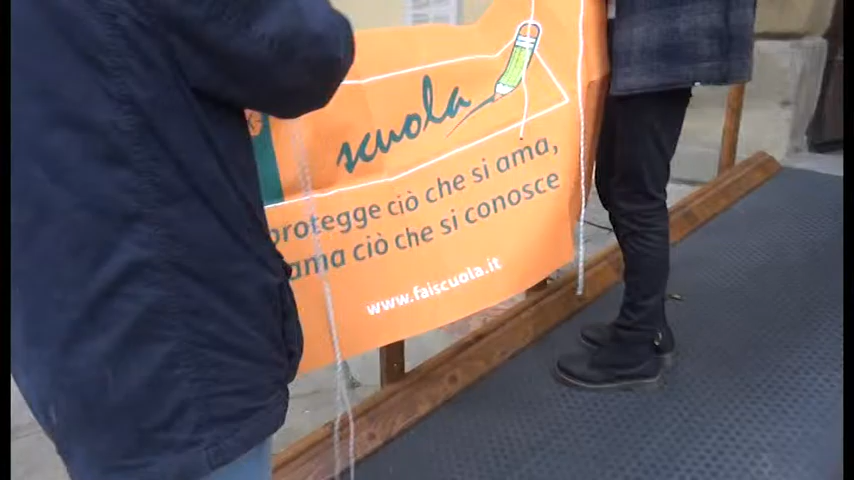 scuola
protegge ciò che si ama,
ama ciò che si conosce
www.faiscuola.it